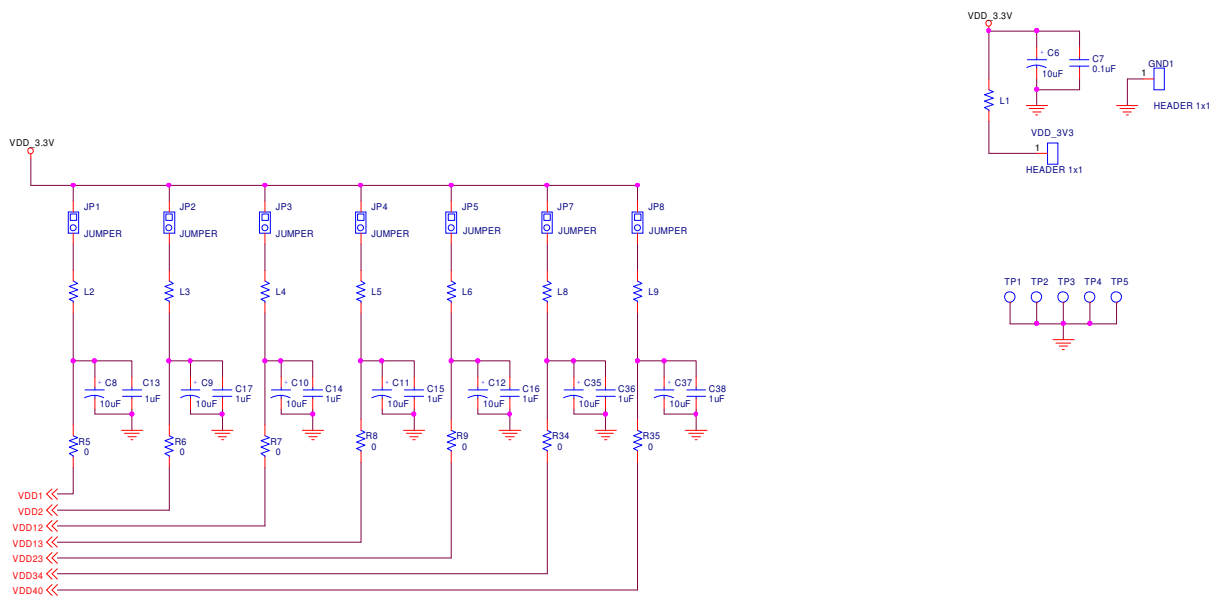 VDD_3.3V
C6
10uF
C7
0.1uF
L1
GND1
1
HEADER 1x1
VDD_3V3
1
HEADER 1x1
VDD_3.3V
JP1
JUMPER
JP2
JUMPER
JP3
JUMPER
JP4
JUMPER
JP5
JUMPER
JP7
JUMPER
JP8
JUMPER
L2
L3
L4
L5
L6
L8
L9
TP1 TP2 TP3 TP4 TP5
C8
10uF
C13
1uF
C9
10uF
C17
1uF
C10
10uF
C14
1uF
C11
10uF
C15
1uF
C12
10uF
C16
1uF
C35
10uF
C36
1uF
C37
10uF
C38
1uF
R5
0
R6
0
R7
0
R8
0
R9
0
R34
0
R35
0
VDD1
VDD2
VDD12
VDD13
VDD23
VDD34
VDD40